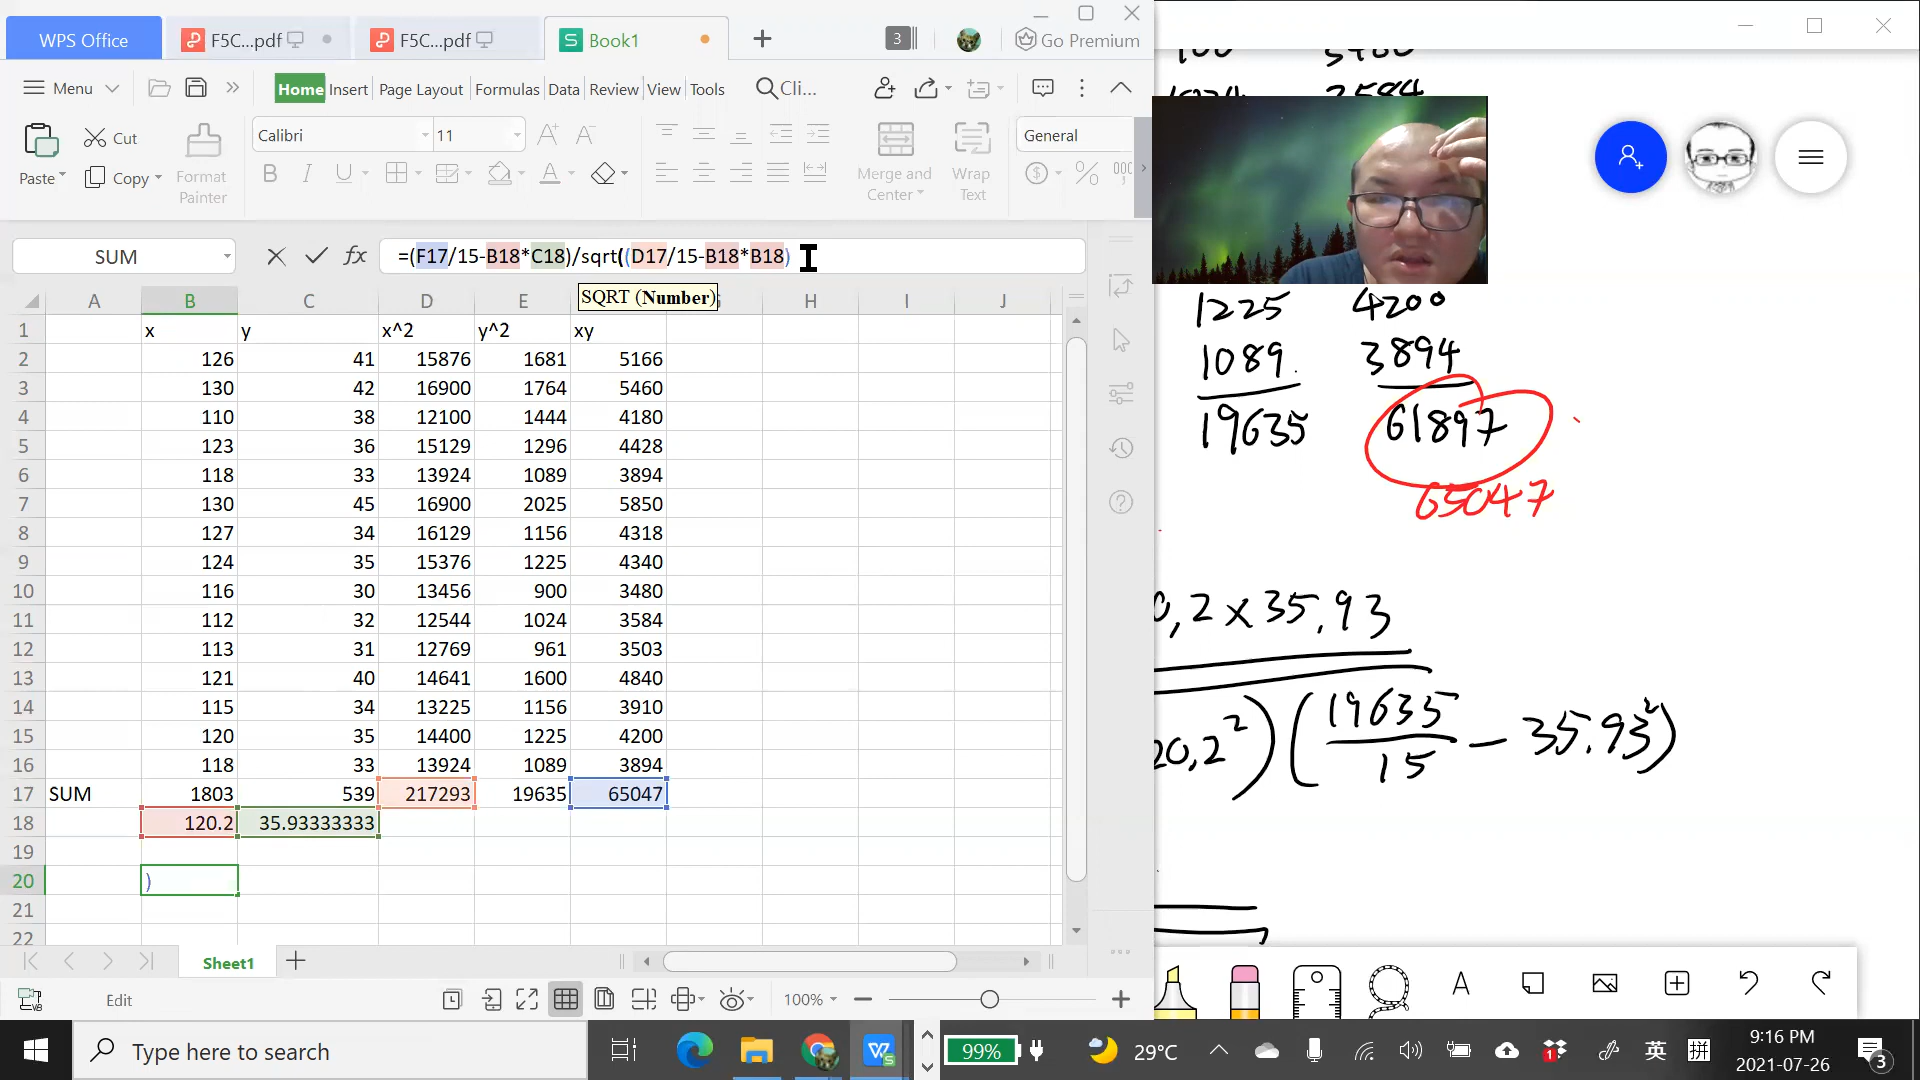 WPS Office F5C...pdf F5C...pdf Book1 3 Go Premium
Menu Home Insert Page Layout Formulas Data Review View Tools Cli...
Paste Cut Copy Format Painter Calibri 11 Merge and Center Wrap Text General
SUM =(F17/15-B18*C18)/sqrt((D17/15-B18*B18)
SQRT (Number)
A B C D E H I J
1 x y x^2 y^2 xy
2 126 41 15876 1681 5166
3 130 42 16900 1764 5460
4 110 38 12100 1444 4180
5 123 36 15129 1296 4428
6 118 33 13924 1089 3894
7 130 45 16900 2025 5850
8 127 34 16129 1156 4318
9 124 35 15376 1225 4340
10 116 30 13456 900 3480
11 112 32 12544 1024 3584
12 113 31 12769 961 3503
13 121 40 14641 1600 4840
14 115 34 13225 1156 3910
15 120 35 14400 1225 4200
16 118 33 13924 1089 3894
17 SUM 1803 539 217293 19635 65047
18 120.2 35.93333333
19
20 )
21
22
Sheet1
Edit 100%
1225 4200
1089 3894
19635 61897
65047
0,2 x 35.93
20,2²)(19635/15 - 35.93²)
A
Type here to search 99% 29°C 1 英 拼 9:16 PM
2021-07-26 3